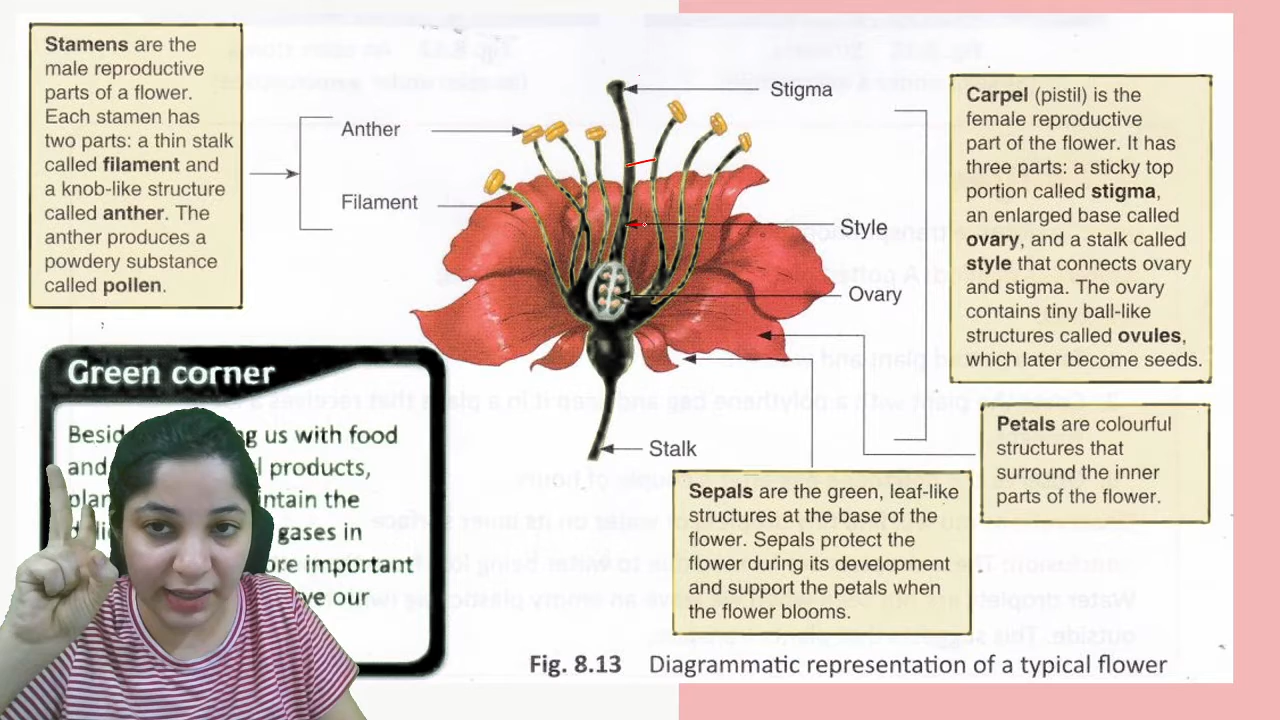 Stamens are the
male reproductive
parts of a flower.
Each stamen has
two parts: a thin stalk
called filament and
a knob-like structure
called anther. The
anther produces a
powdery substance
called pollen.
Anther
Filament
Stigma
Style
Ovary
Stalk
Carpel (pistil) is the
female reproductive
part of the flower. It has
three parts: a sticky top
portion called stigma,
an enlarged base called
ovary, and a stalk called
style that connects ovary
and stigma. The ovary
contains tiny ball-like
structures called ovules,
which later become seeds.
Petals are colourful
structures that
surround the inner
parts of the flower.
Sepals are the green, leaf-like
structures at the base of the
flower. Sepals protect the
flower during its development
and support the petals when
the flower blooms.
Green corner
us with food
and products,
the
gases in
important
our
Fig. 8.13 Diagrammatic representation of a typical flower